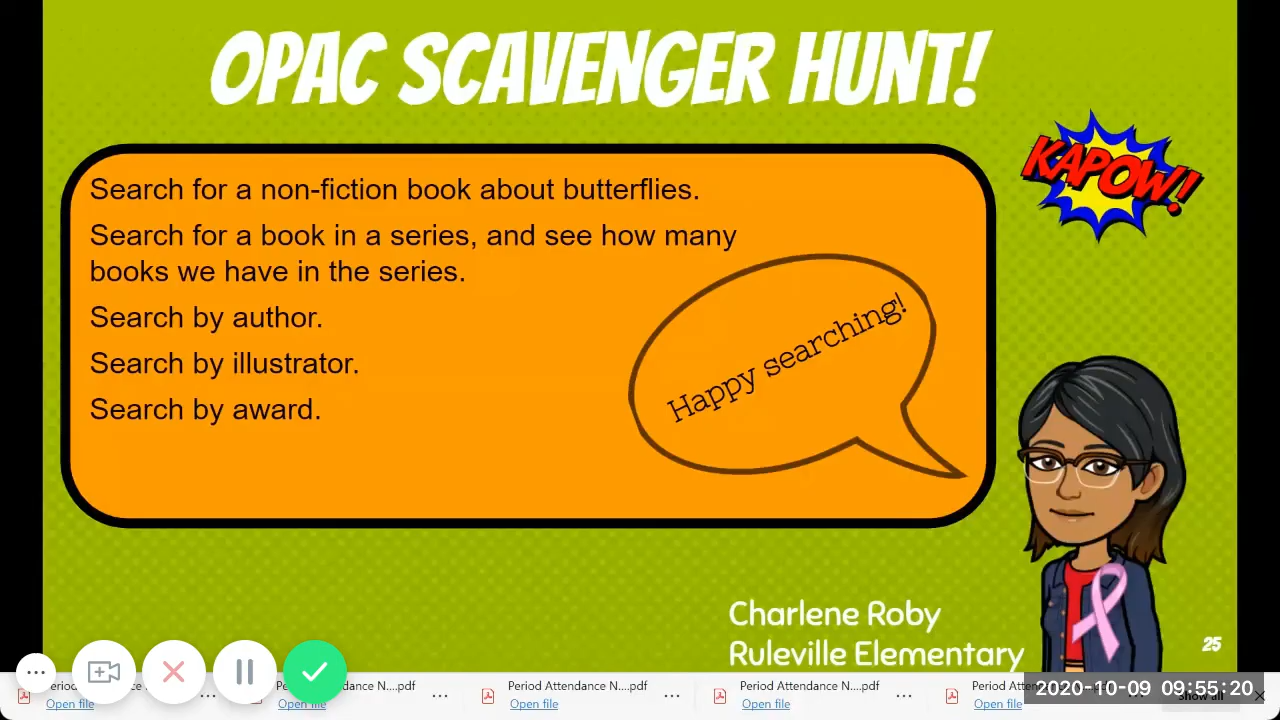 OPAC SCAVENGER HUNT!
KAPOW!
Search for a non-fiction book about butterflies.
Search for a book in a series, and see how many
books we have in the series.
Search by author.
Search by illustrator.
Search by award.
Happy searching!
Charlene Roby
Ruleville Elementary
25
Period Attendance N....pdf
Period Attendance N....pdf
Open file
Open file
Open file
Open file
Open file
2020-10-09 09:55:20